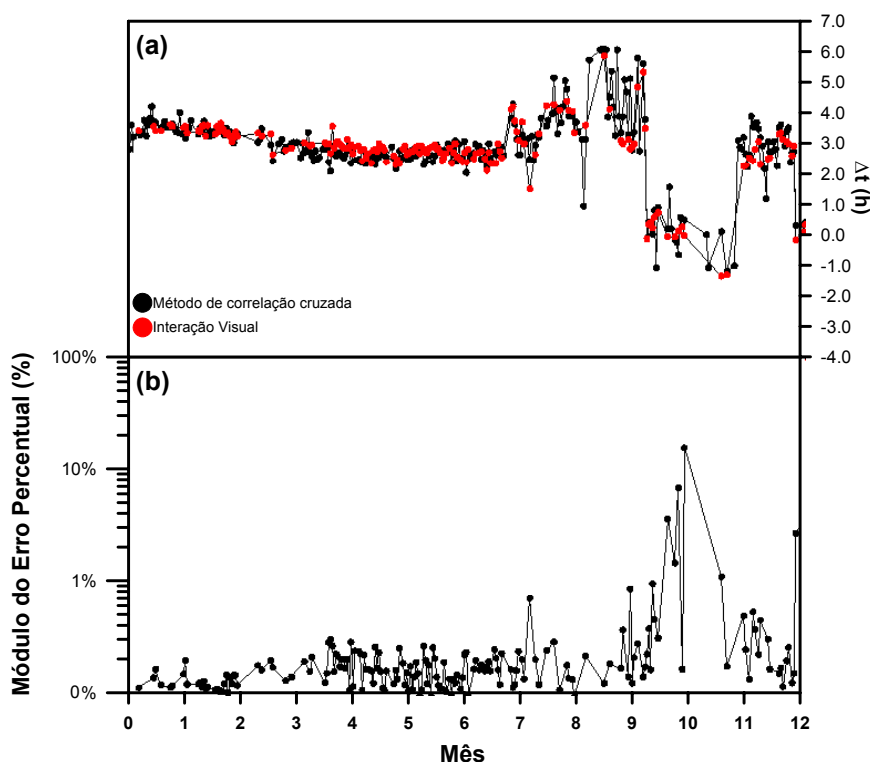 (a)
7.0
6.0
5.0
4.0
3.0
2.0
1.0
0.0
-1.0
-2.0
-3.0
-4.0
Δt (h)
Método de correlação cruzada
Interação Visual
(b)
100%
10%
1%
0%
Módulo do Erro Percentual (%)
0 1 2 3 4 5 6 7 8 9 10 11 12
Mês